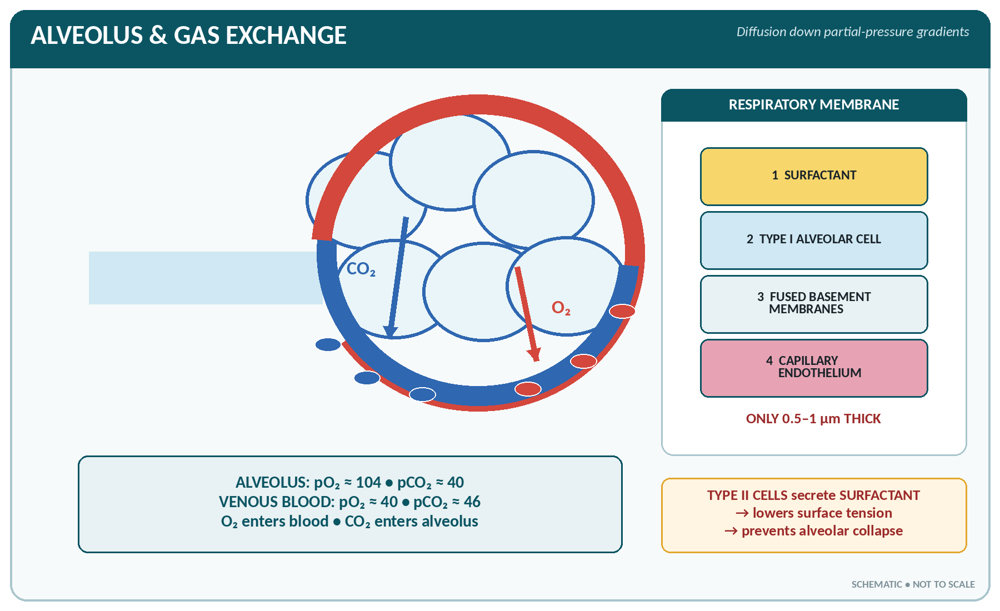 ALVEOLUS & GAS EXCHANGE
Diffusion down partial-pressure gradients
CO₂
O₂
RESPIRATORY MEMBRANE
1 SURFACTANT
2 TYPE I ALVEOLAR CELL
3 FUSED BASEMENT
MEMBRANES
4 CAPILLARY
ENDOTHELIUM
ONLY 0.5–1 µm THICK
ALVEOLUS: pO₂ ≈ 104 • pCO₂ ≈ 40
VENOUS BLOOD: pO₂ ≈ 40 • pCO₂ ≈ 46
O₂ enters blood • CO₂ enters alveolus
TYPE II CELLS secrete SURFACTANT
→ lowers surface tension
→ prevents alveolar collapse
SCHEMATIC • NOT TO SCALE